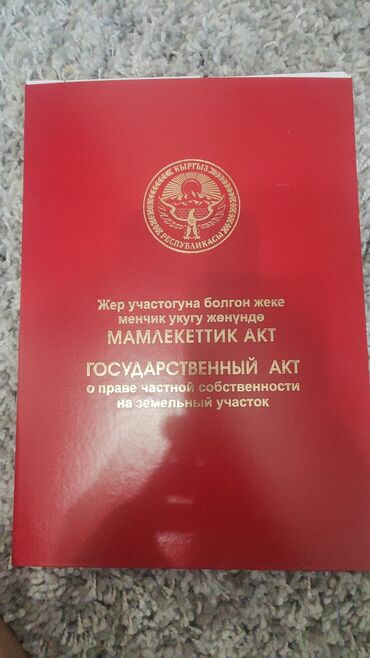 КЫРГЫЗ
РЕСПУБЛИКАСЫ
Жер участогуна болгон жеке
менчик укугу жөнүндө
МАМЛЕКЕТТИК АКТ
ГОСУДАРСТВЕННЫЙ АКТ
о праве частной собственности
на земельный участок